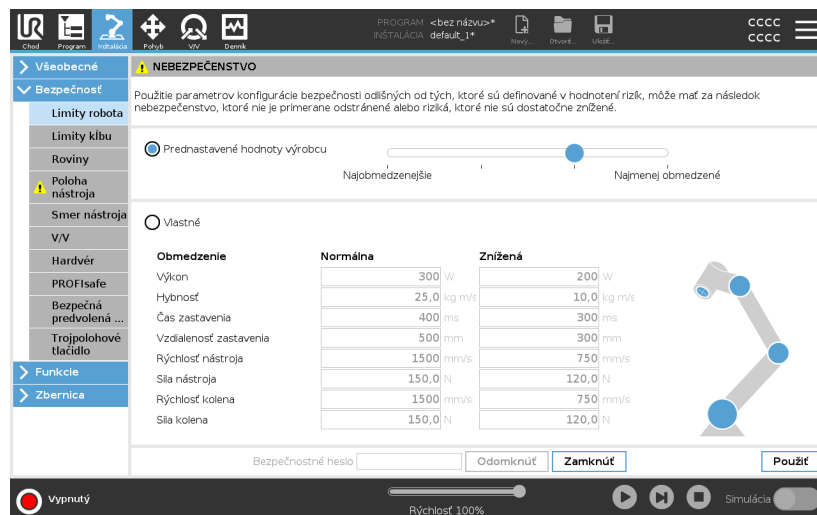 PROGRAM <bez názvu>*
INŠTALÁCIA default_1*
CCCC
CCCC
Chod Program Inštalácia Pohyb V/V Denník Nový... Otvoriť... Uložiť...
Všeobecné
Bezpečnosť
Limity robota
Limity kĺbu
Roviny
Poloha
nástroja
Smer nástroja
V/V
Hardvér
PROFIsafe
Bezpečná
predvolená ...
Trojpolohové
tlačidlo
Funkcie
Zbernica
NEBEZPEČENSTVO
Použitie parametrov konfigurácie bezpečnosti odlišných od tých, ktoré sú definované v hodnotení rizík, môže mať za následok
nebezpečenstvo, ktoré nie je primerane odstránené alebo riziká, ktoré nie sú dostatočne znížené.
Prednastavené hodnoty výrobcu
Najobmedzenejšie Najmenej obmedzené
Vlastné
Obmedzenie Normálna Znížená
Výkon 300 W 200 W
Hybnosť 25,0 kg m/s 10,0 kg m/s
Čas zastavenia 400 ms 300 ms
Vzdialenosť zastavenia 500 mm 300 mm
Rýchlosť nástroja 1500 mm/s 750 mm/s
Sila nástroja 150,0 N 120,0 N
Rýchlosť kolena 1500 mm/s 750 mm/s
Sila kolena 150,0 N 120,0 N
Bezpečnostné heslo Odomknúť Zamknúť Použiť
Vypnutý
Rýchlosť 100%
Simulácia